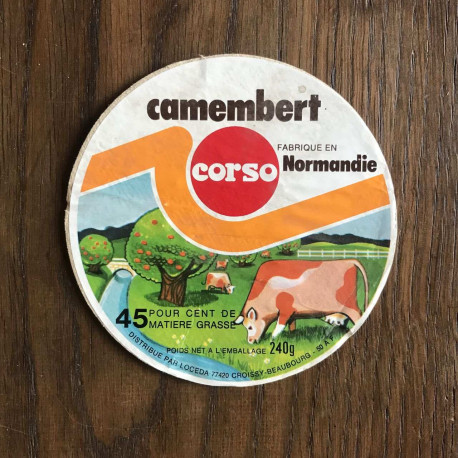 camembert
corso
FABRIQUE EN
Normandie
45 POUR CENT DE
MATIERE GRASSE
POIDS NET A L'EMBALLAGE 240g
DISTRIBUE PAR LOCEDA 77420 CROISSY-BEAUBOURG - 50 A Y